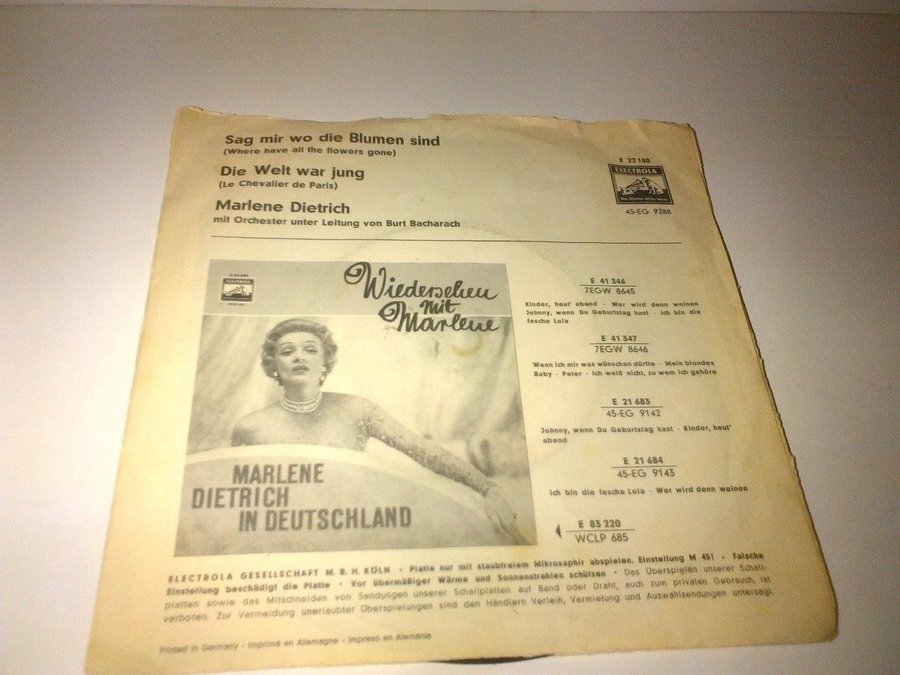 Sag mir wo die Blumen sind
(Where have all the flowers gone)
Die Welt war jung
(Le Chevalier de Paris)
Marlene Dietrich
mit Orchester unter Leitung von Burt Bacharach
E 22 180
ELECTROLA
45-EG 9288
ELECTROLA
Wiedersehen
mit
Marlene
MARLENE
DIETRICH
IN DEUTSCHLAND
E 41 346
7EGW 8645
Kinder, heut' abend · Wer wird denn weinen
Johnny, wenn Du Geburtstag hast · Ich bin die
fesche Lola
E 41 347
7EGW 8646
Wenn ich mir was wünschen dürfte · Mein blondes
Baby · Peter · Ich weiß nicht, zu wem ich gehöre
E 21 683
45-EG 9142
Johnny, wenn Du Geburtstag hast · Kinder, heut'
abend
E 21 684
45-EG 9143
Ich bin die fesche Lola · Wer wird denn weinen
E 83 220
WCLP 685
ELECTROLA GESELLSCHAFT M. B. H. KÖLN · Platte nur mit staubfreiem Mikrosaphir abspielen. Einstellung M 45! · Falsche
Einstellung beschädigt die Platte · Vor übermäßiger Wärme und Sonnenstrahlen schützen · Das Überspielen unserer Schall-
platten sowie das Mitschneiden von Sendungen unserer Schallplatten auf Band oder Draht, auch zum privaten Gebrauch, ist
verboten. Zur Vermeidung unerlaubter Überspielungen sind den Händlern Verleih, Vermietung und Auswahlsendungen untersagt.
Printed in Germany · Imprimé en Allemagne · Impreso en Alemania